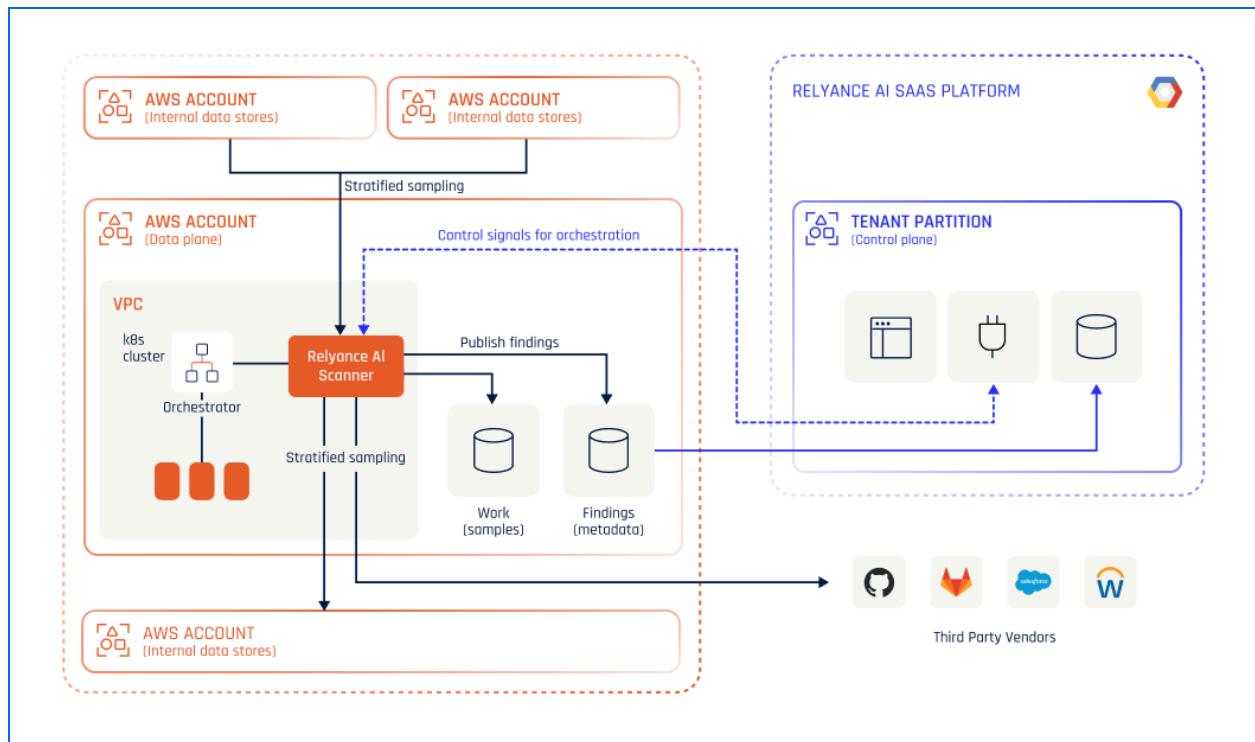 AWS ACCOUNT
(Internal data stores)
AWS ACCOUNT
(Internal data stores)
RELYANCE AI SAAS PLATFORM
Stratified sampling
AWS ACCOUNT
(Data plane)
Control signals for orchestration
TENANT PARTITION
(Control plane)
VPC
k8s
cluster
Orchestrator
Relyance AI
Scanner
Publish findings
Stratified sampling
Work
(samples)
Findings
(metadata)
AWS ACCOUNT
(Internal data stores)
salesforce
W
Third Party Vendors